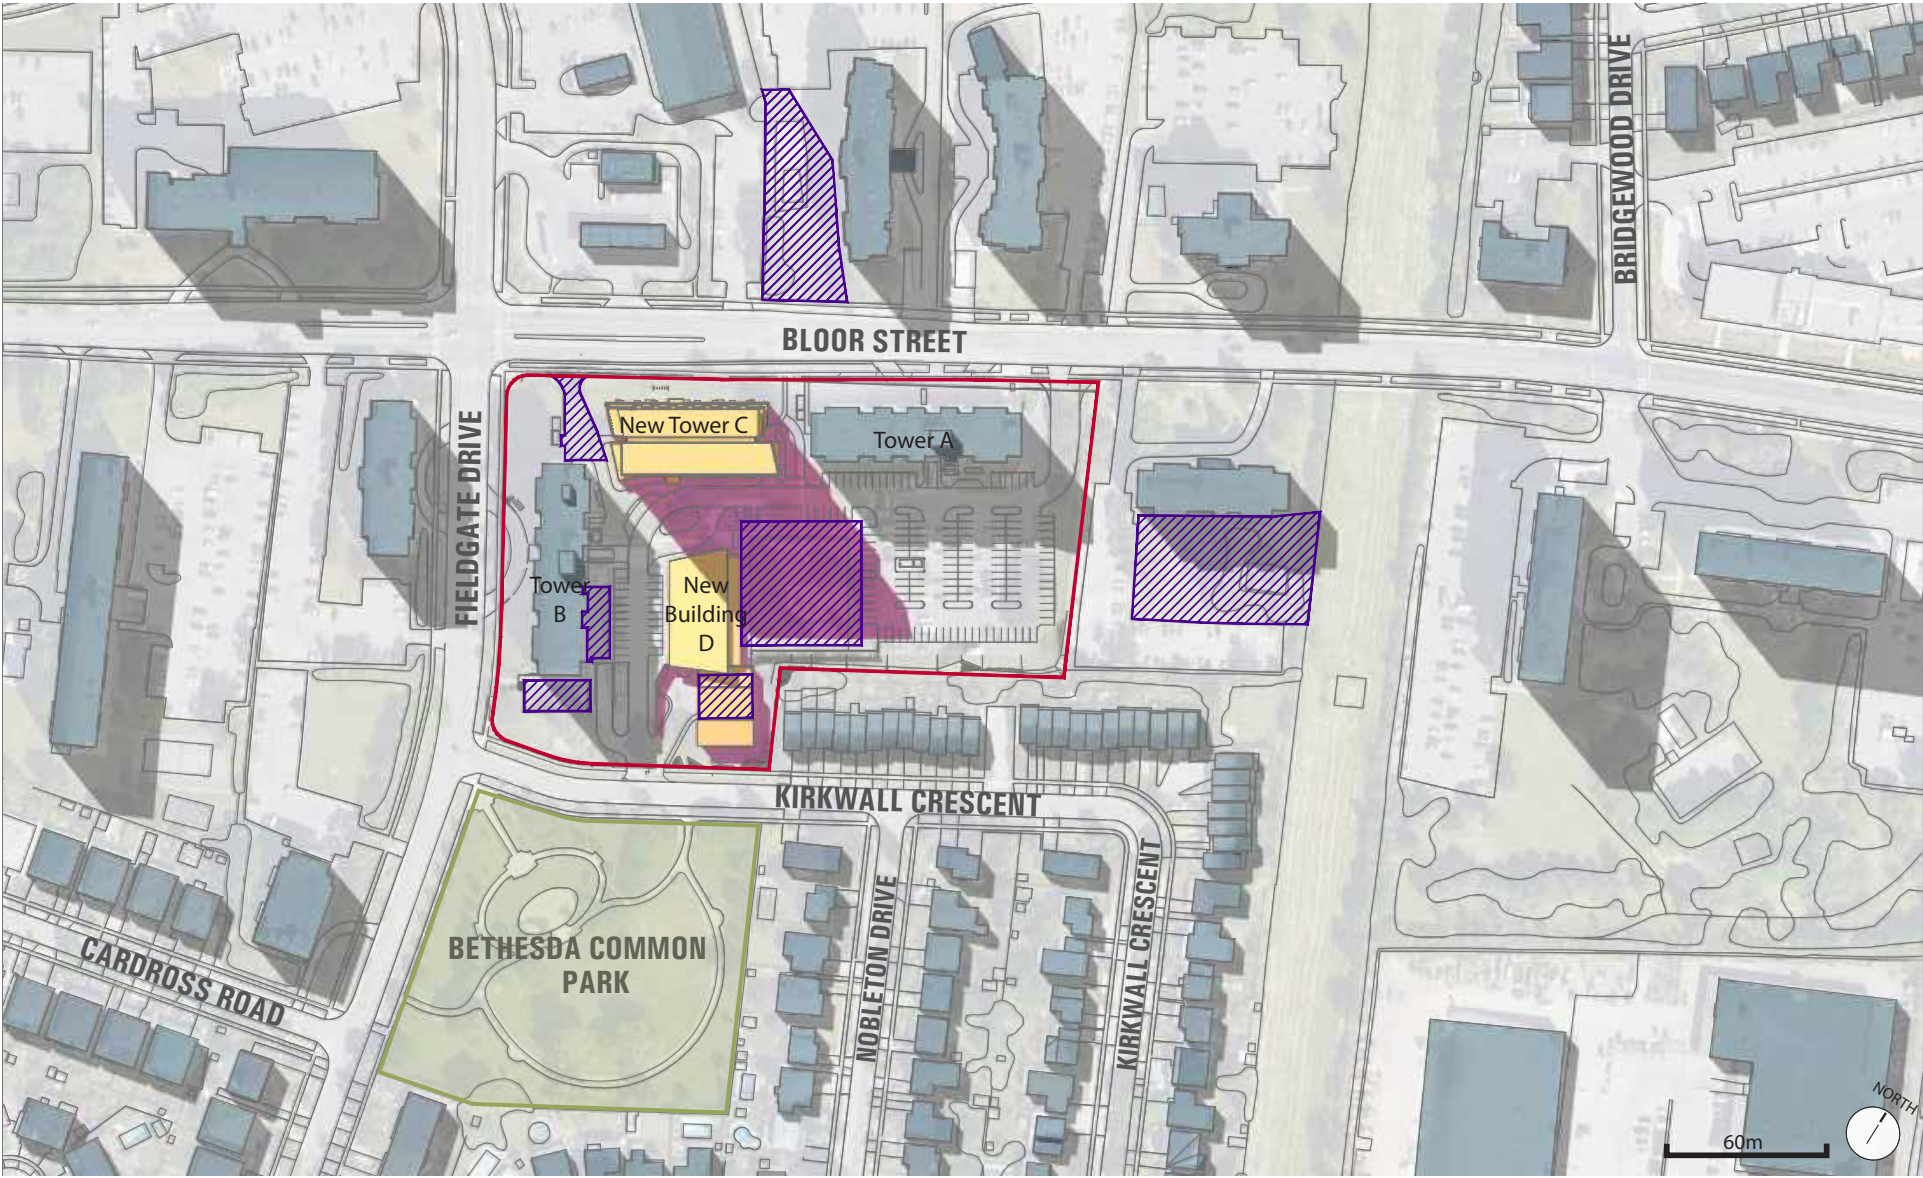 BRIDGEWOOD DRIVE
BLOOR STREET
FIELDGATE DRIVE
New Tower C
Tower A
Tower
B
New
Building
D
KIRKWALL CRESCENT
BETHESDA COMMON
PARK
CARDROSS ROAD
NOBLETON DRIVE
KIRKWALL CRESCENT
NORTH
60m